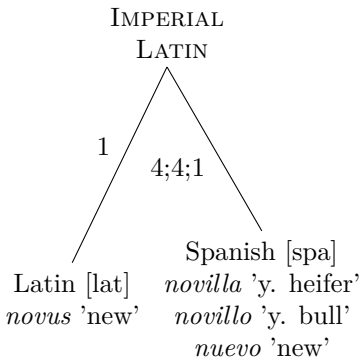 IMPERIAL
LATIN
1
4;4;1
Latin [lat]
novus 'new'
Spanish [spa]
novilla 'y. heifer'
novillo 'y. bull'
nuevo 'new'